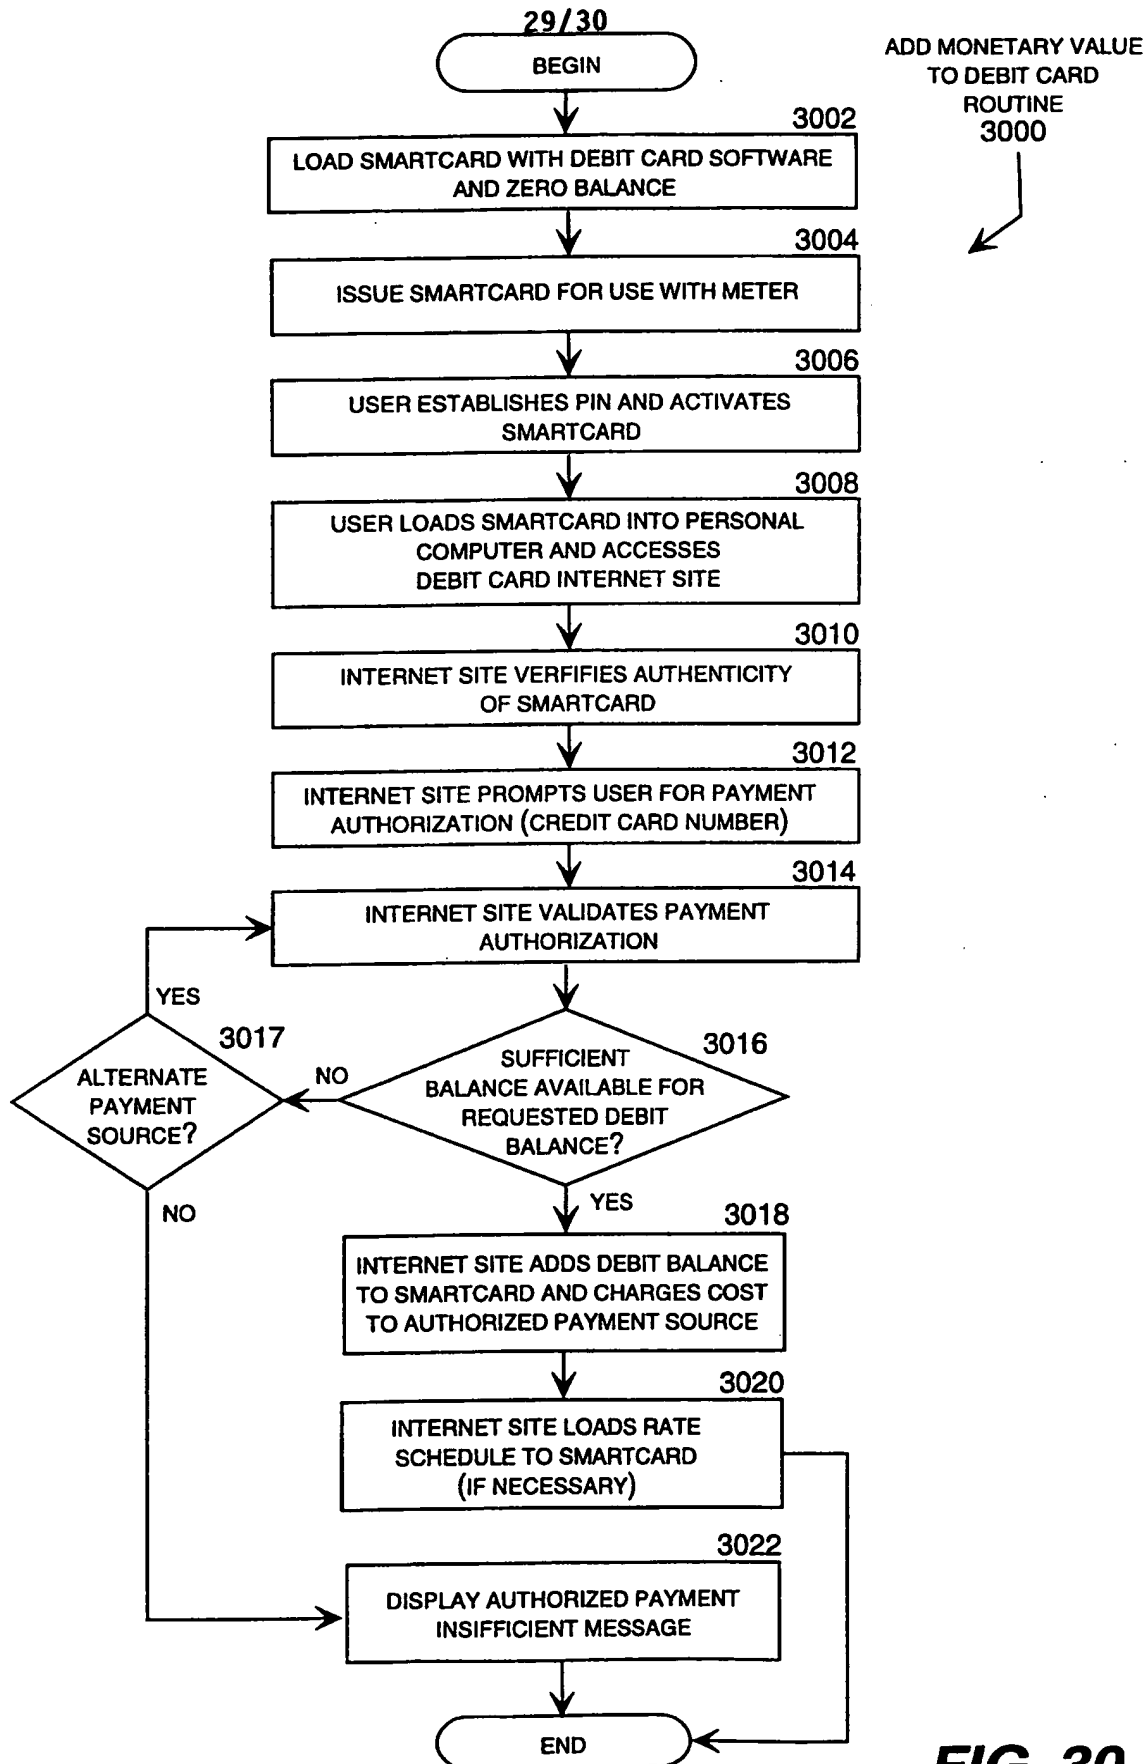 29/30
BEGIN
ADD MONETARY VALUE
TO DEBIT CARD
ROUTINE
3000
3002
LOAD SMARTCARD WITH DEBIT CARD SOFTWARE
AND ZERO BALANCE
3004
ISSUE SMARTCARD FOR USE WITH METER
3006
USER ESTABLISHES PIN AND ACTIVATES
SMARTCARD
3008
USER LOADS SMARTCARD INTO PERSONAL
COMPUTER AND ACCESSES
DEBIT CARD INTERNET SITE
3010
INTERNET SITE VERFIFIES AUTHENTICITY
OF SMARTCARD
3012
INTERNET SITE PROMPTS USER FOR PAYMENT
AUTHORIZATION (CREDIT CARD NUMBER)
3014
INTERNET SITE VALIDATES PAYMENT
AUTHORIZATION
YES
3017
ALTERNATE
PAYMENT
SOURCE?
NO
3016
SUFFICIENT
BALANCE AVAILABLE FOR
REQUESTED DEBIT
BALANCE?
YES
NO
3018
INTERNET SITE ADDS DEBIT BALANCE
TO SMARTCARD AND CHARGES COST
TO AUTHORIZED PAYMENT SOURCE
3020
INTERNET SITE LOADS RATE
SCHEDULE TO SMARTCARD
(IF NECESSARY)
3022
DISPLAY AUTHORIZED PAYMENT
INSIFFICIENT MESSAGE
END
FIG. 30